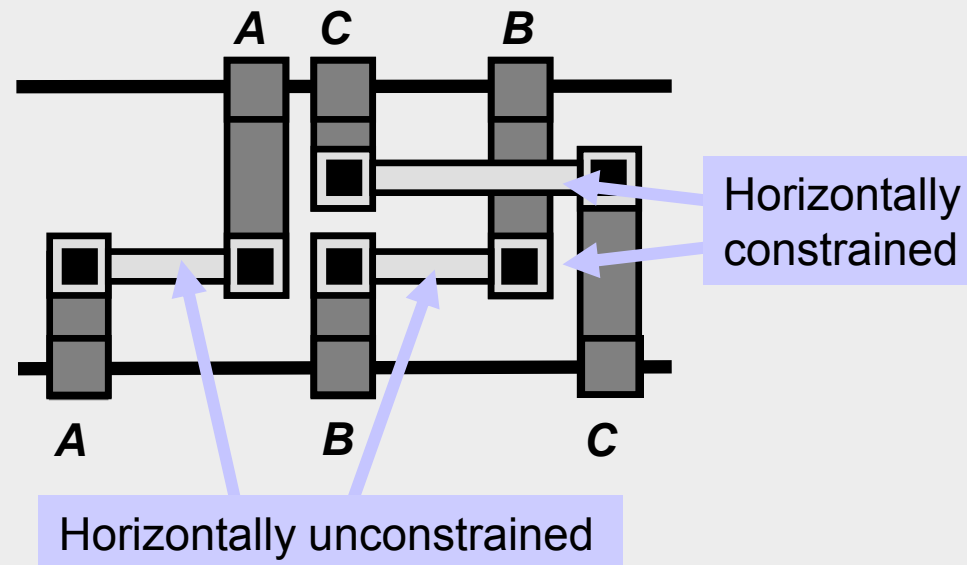 A C B
Horizontally
constrained
A B C
Horizontally unconstrained